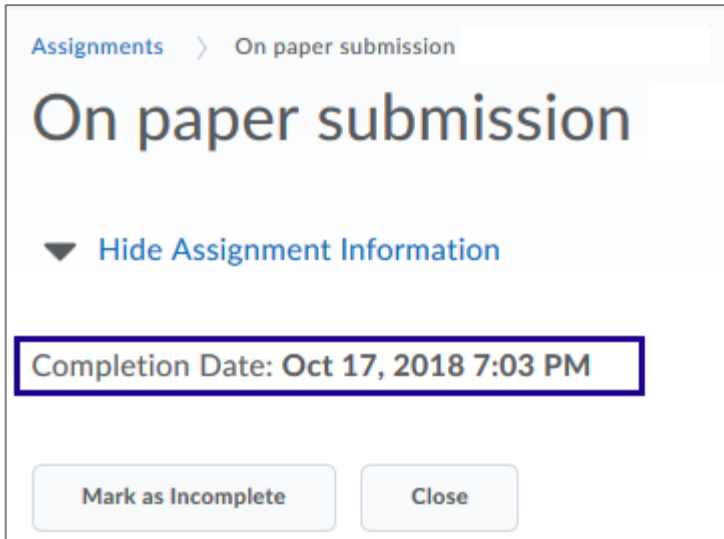 Assignments > On paper submission
On paper submission
Hide Assignment Information
Completion Date: Oct 17, 2018 7:03 PM
Mark as Incomplete Close